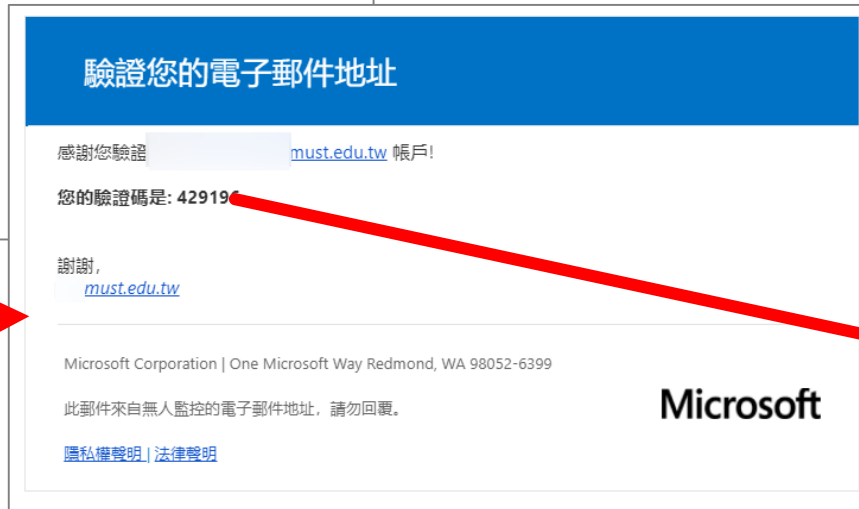 驗證您的電子郵件地址
感謝您驗證 must.edu.tw 帳戶!
您的驗證碼是: 42919
謝謝,
must.edu.tw
Microsoft Corporation | One Microsoft Way Redmond, WA 98052-6399
此郵件來自無人監控的電子郵件地址，請勿回覆。
Microsoft
隱私權聲明 | 法律聲明